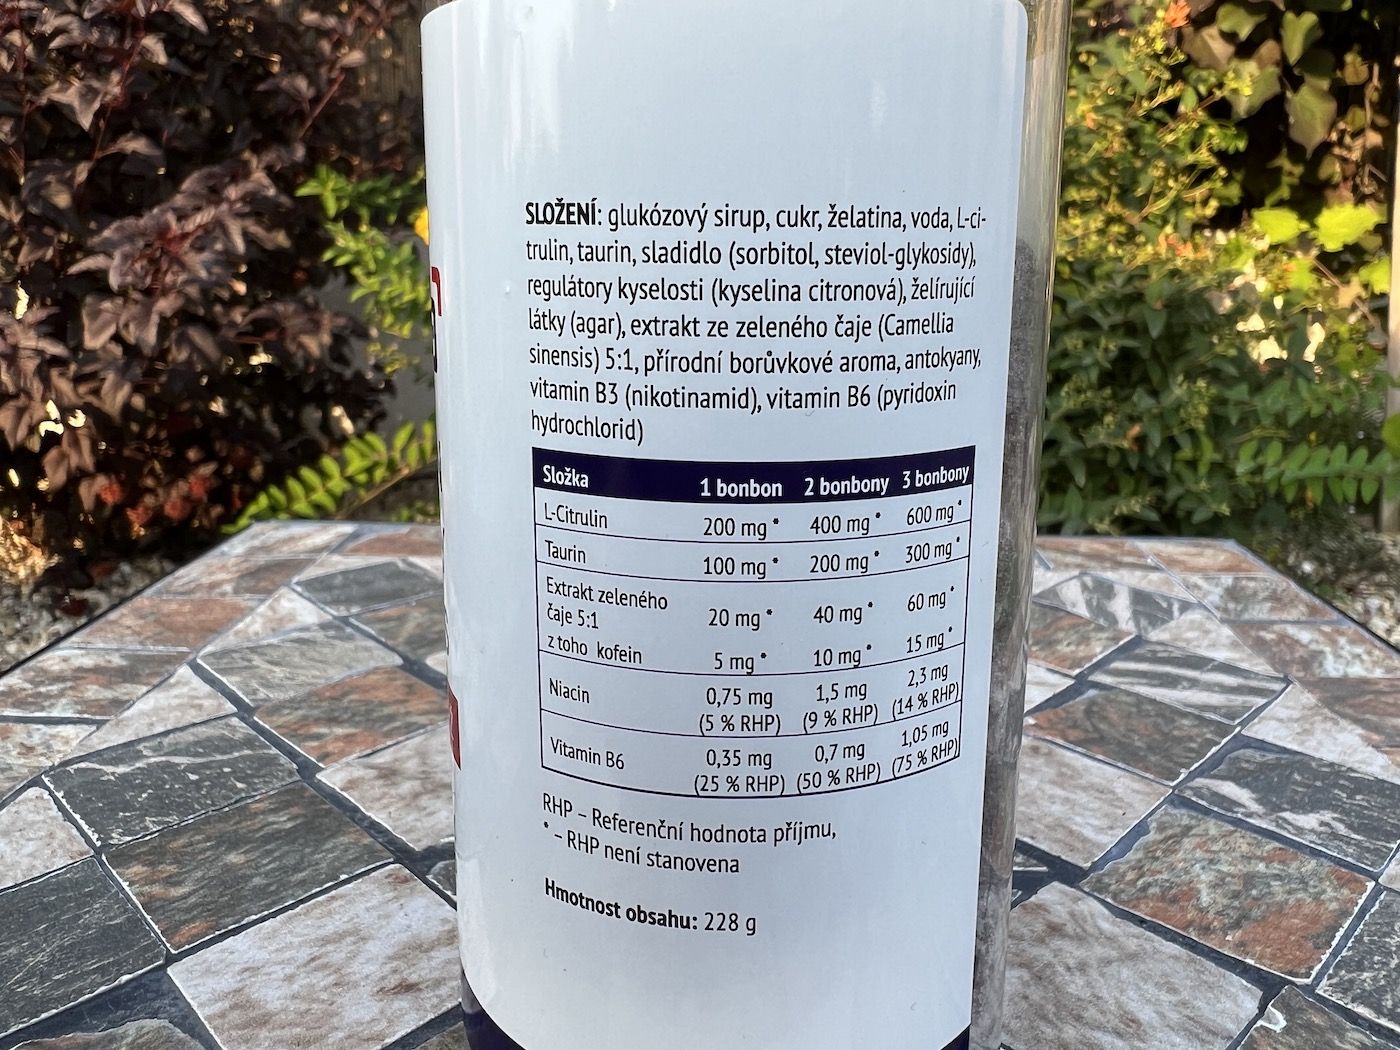 SLOŽENÍ: glukózový sirup, cukr, želatina, voda, L-ci-
trulin, taurin, sladidlo (sorbitol, steviol-glykosidy),
regulátory kyselosti (kyselina citronová), želírující
látky (agar), extrakt ze zeleného čaje (Camellia
sinensis) 5:1, přírodní borůvkové aroma, antokyany,
vitamin B3 (nikotinamid), vitamin B6 (pyridoxin
hydrochlorid)
Složka 1 bonbon 2 bonbony 3 bonbony
L-Citrulin 200 mg* 400 mg* 600 mg*
Taurin 100 mg* 200 mg* 300 mg*
Extrakt zeleného
čaje 5:1 20 mg* 40 mg* 60 mg*
z toho kofein 5 mg* 10 mg* 15 mg*
Niacin 0,75 mg 1,5 mg 2,3 mg
(5 % RHP) (9 % RHP) (14 % RHP)
Vitamin B6 0,35 mg 0,7 mg 1,05 mg
(25 % RHP) (50 % RHP) (75 % RHP)
RHP – Referenční hodnota příjmu,
* – RHP není stanovena
Hmotnost obsahu: 228 g